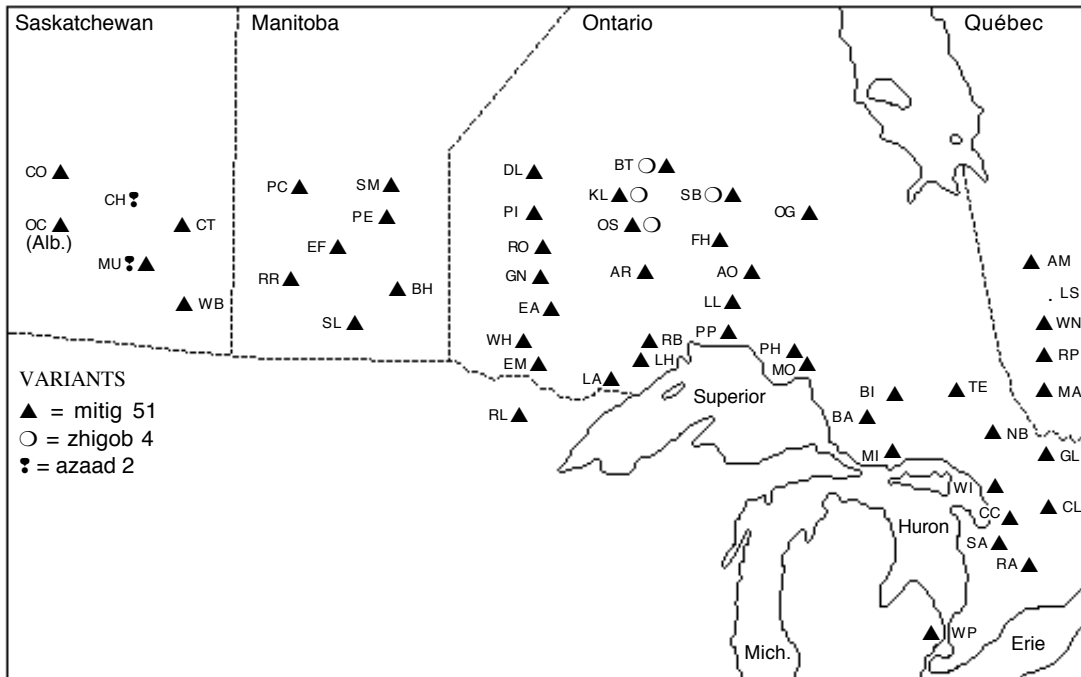 Saskatchewan Manitoba Ontario Québec
CO
CH
OC
(Alb.)
CT
MU
WB
PC
SM
PE
EF
RR
BH
SL
DL
PI
RO
GN
EA
WH
EM
RL
BT
KL
SB
OS
OG
FH
AR
AO
LL
PP
RB
LH
LA
PH
MO
Superior
BI
BA
MI
TE
NB
AM
LS
WN
RP
MA
GL
WI
CC
CL
Huron
SA
RA
WP
Mich.
Erie
VARIANTS
▲ = mitig 51
❍ = zhigob 4
❢ = azaad 2